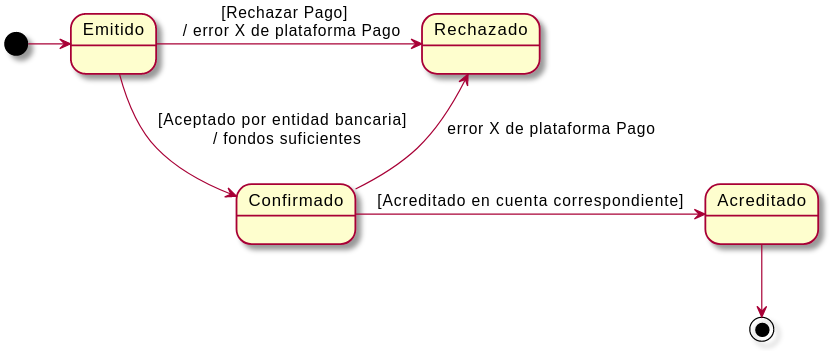 [Rechazar Pago]
/ error X de plataforma Pago
Emitido
Rechazado
[Aceptado por entidad bancaria]
/ fondos suficientes
error X de plataforma Pago
Confirmado
[Acreditado en cuenta correspondiente]
Acreditado